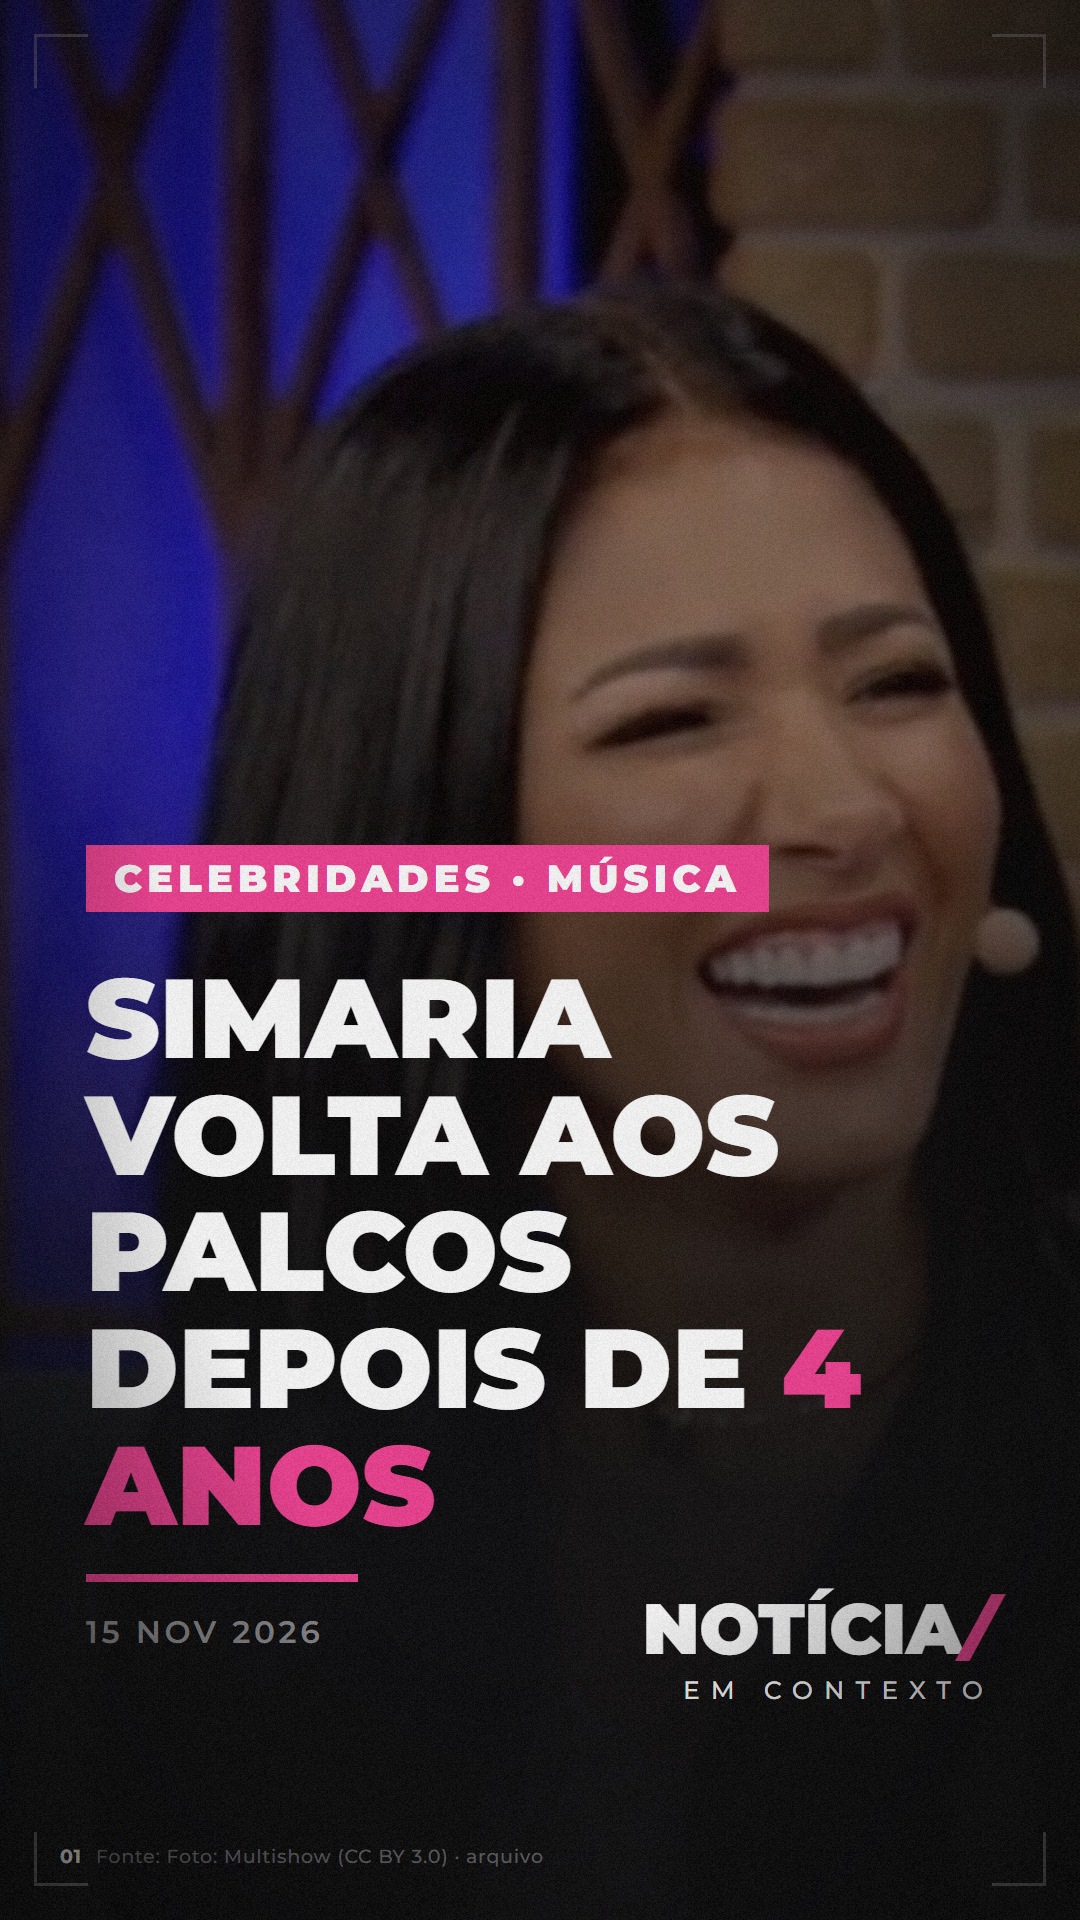 CELEBRIDADES • MÚSICA
SIMARIA
VOLTA AOS
PALCOS
DEPOIS DE 4
ANOS
15 NOV 2026
NOTÍCIA/
EM CONTEXTO
01 Fonte: Foto: Multishow (CC BY 3.0) · arquivo